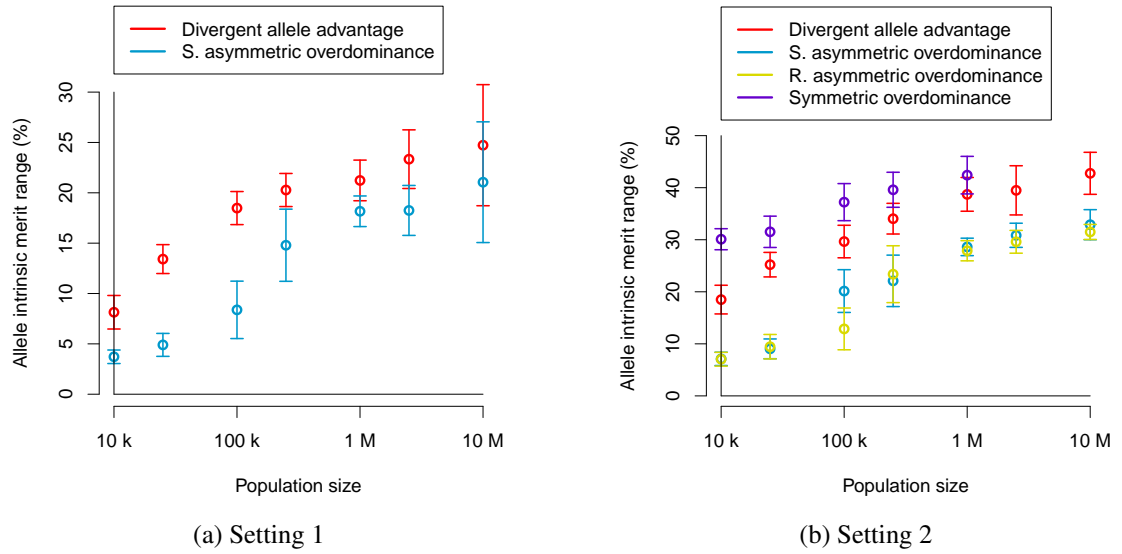 Divergent allele advantage
S. asymmetric overdominance
Allele intrinsic merit range (%)
30
25
20
15
10
5
0
10 k
100 k
1 M
10 M
Population size
(a) Setting 1
Divergent allele advantage
S. asymmetric overdominance
R. asymmetric overdominance
Symmetric overdominance
Allele intrinsic merit range (%)
50
40
30
20
10
0
10 k
100 k
1 M
10 M
Population size
(b) Setting 2